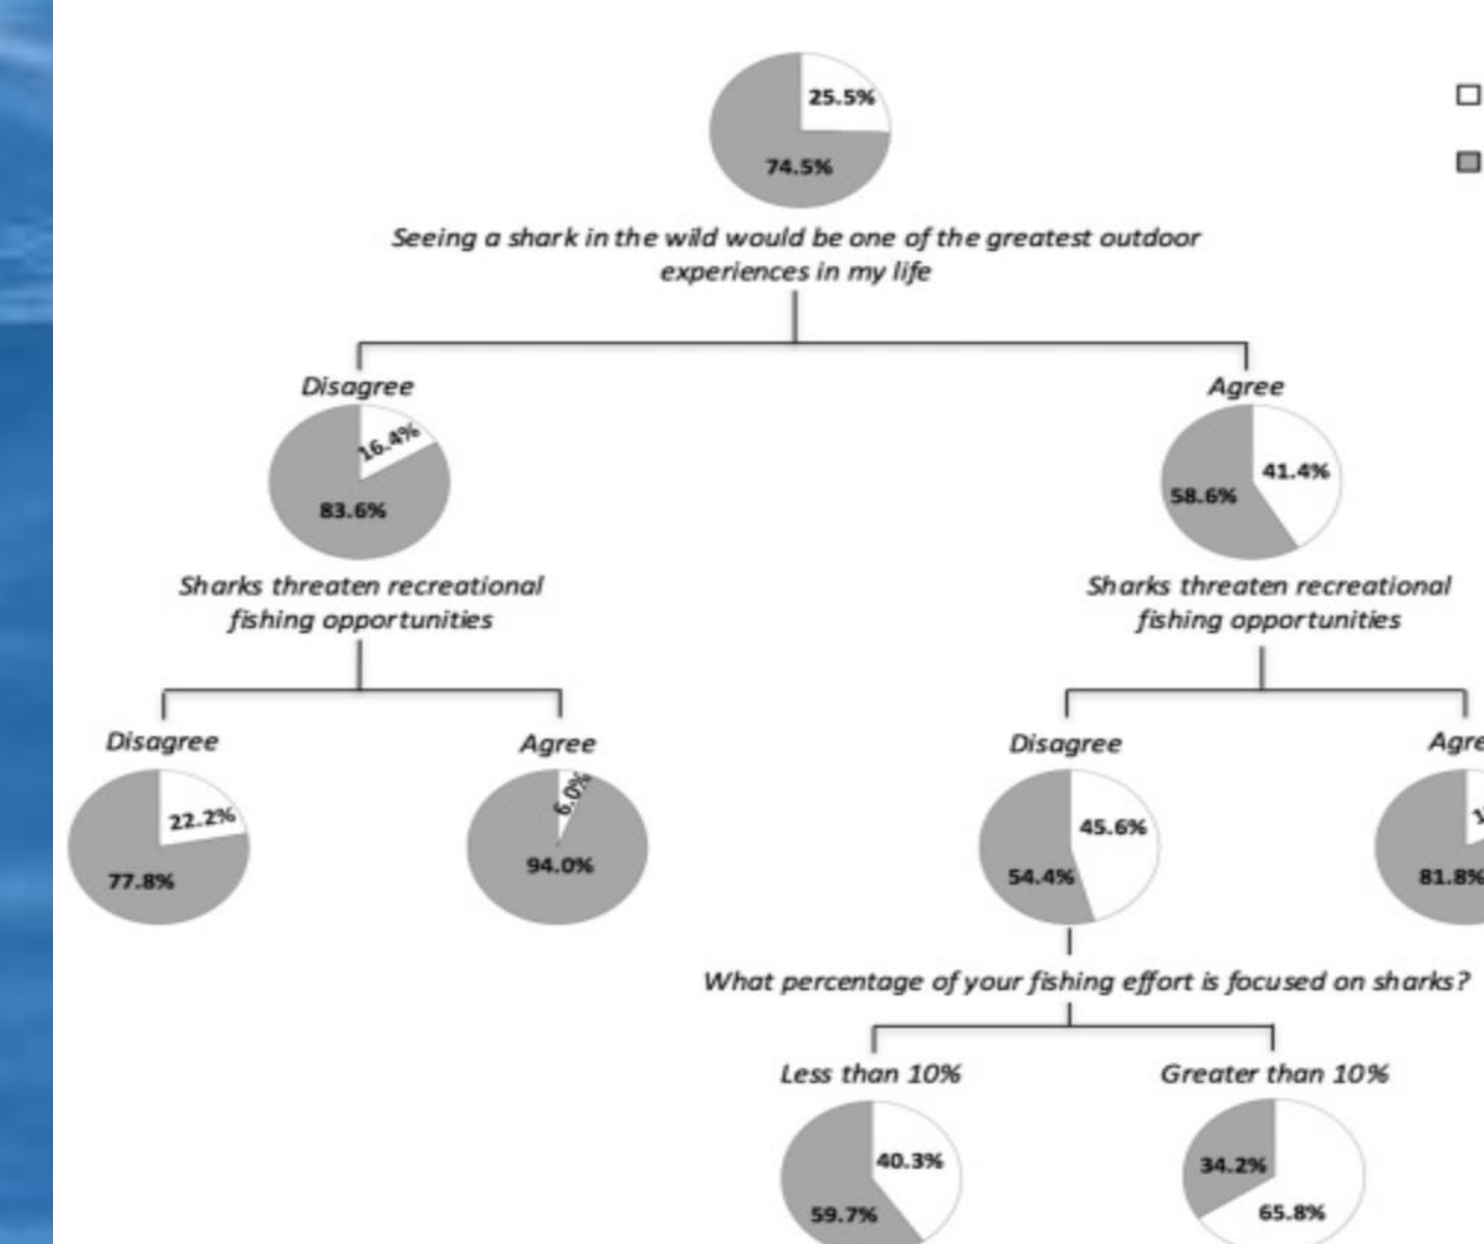 25.5%
74.5%
Seeing a shark in the wild would be one of the greatest outdoor
experiences in my life
Disagree
Agree
16.4%
83.6%
41.4%
58.6%
Sharks threaten recreational
fishing opportunities
Sharks threaten recreational
fishing opportunities
Disagree
Agree
Disagree
22.2%
77.8%
6.0%
94.0%
45.6%
54.4%
81.8%
What percentage of your fishing effort is focused on sharks?
Less than 10%
Greater than 10%
40.3%
59.7%
34.2%
65.8%